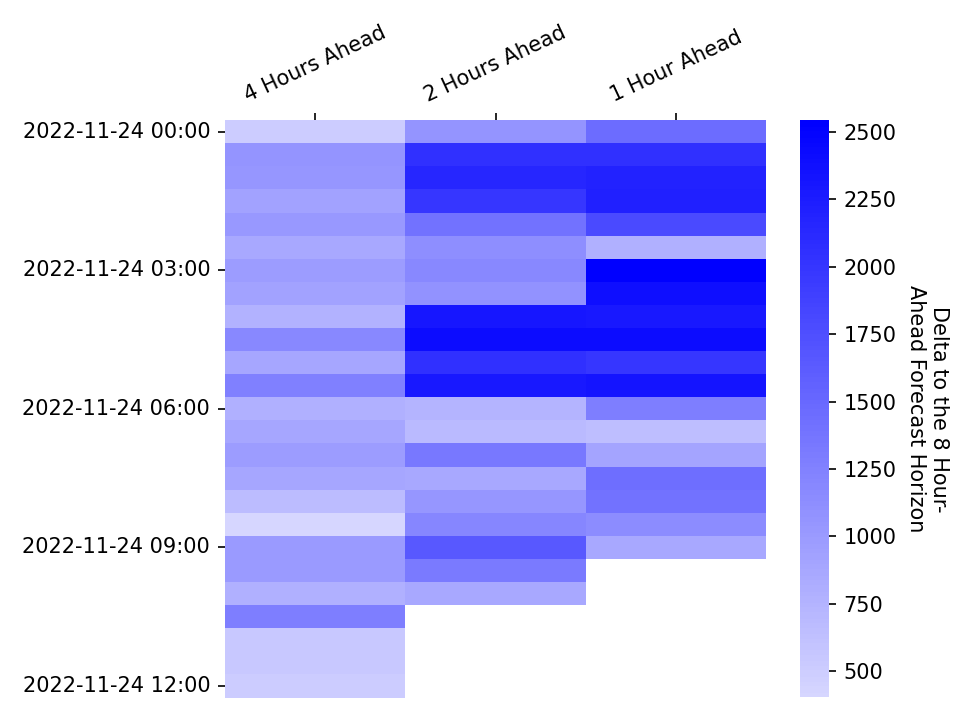 4 Hours Ahead
2 Hours Ahead
1 Hour Ahead
2022-11-24 00:00
2022-11-24 03:00
2022-11-24 06:00
2022-11-24 09:00
2022-11-24 12:00
2500
2250
2000
1750
1500
1250
1000
750
500
Delta to the 8 Hour-
Ahead Forecast Horizon